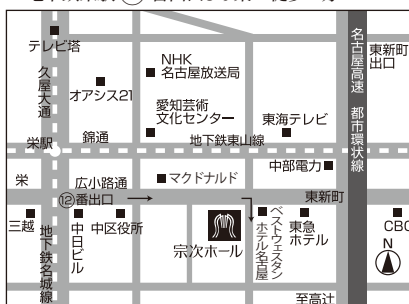 テレビ塔
久屋大通
オアシス21
NHK
名古屋放送局
愛知芸術
文化センター
東海テレビ
名古屋高速 都市環状線
東新町
出口
栄駅
錦通
地下鉄東山線
中部電力
栄
広小路通
マクドナルド
東新町
⑫番出口
三越
地下鉄名城線
中日ビル
中区役所
宗次ホール
ベストウェスタン
ホテル名古屋
東急
ホテル
CBC
N
至高辻